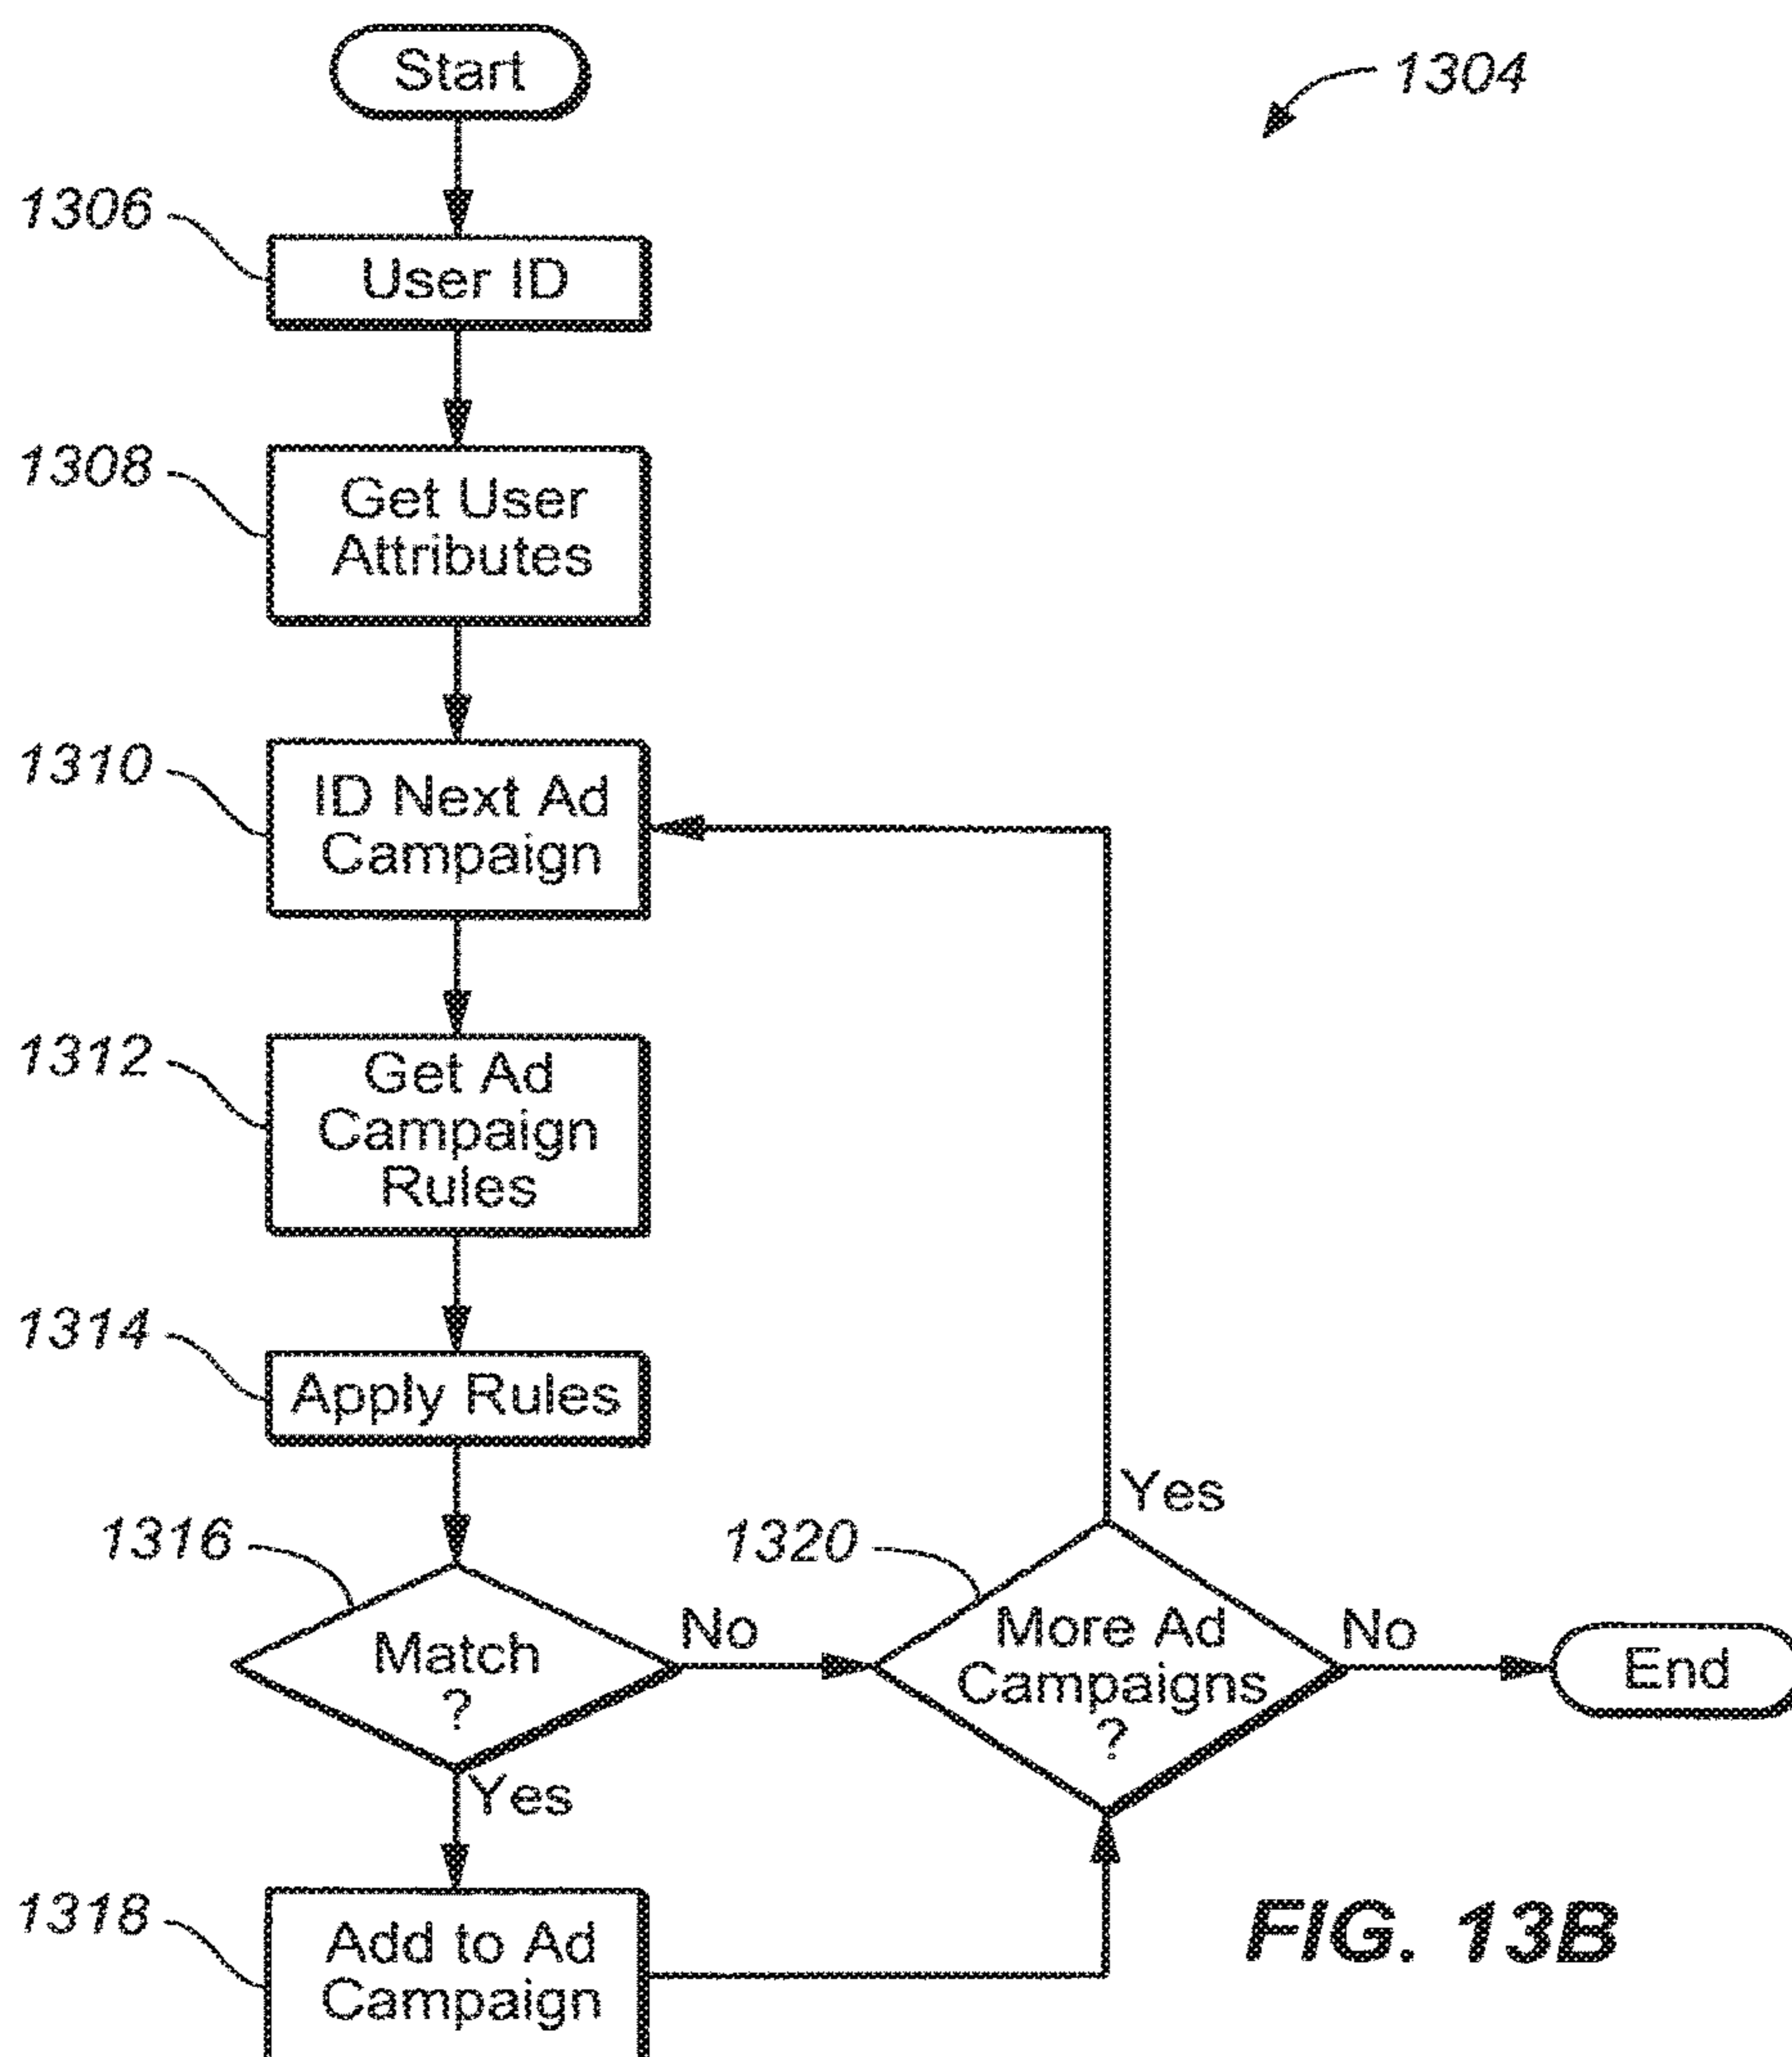 Start
1304
1306
User ID
1308
Get User
Attributes
1310
ID Next Ad
Campaign
1312
Get Ad
Campaign
Rules
1314
Apply Rules
Yes
1316
1320
Match
?
No
More Ad
Campaigns
?
No
End
Yes
1318
Add to Ad
Campaign
FIG. 13B